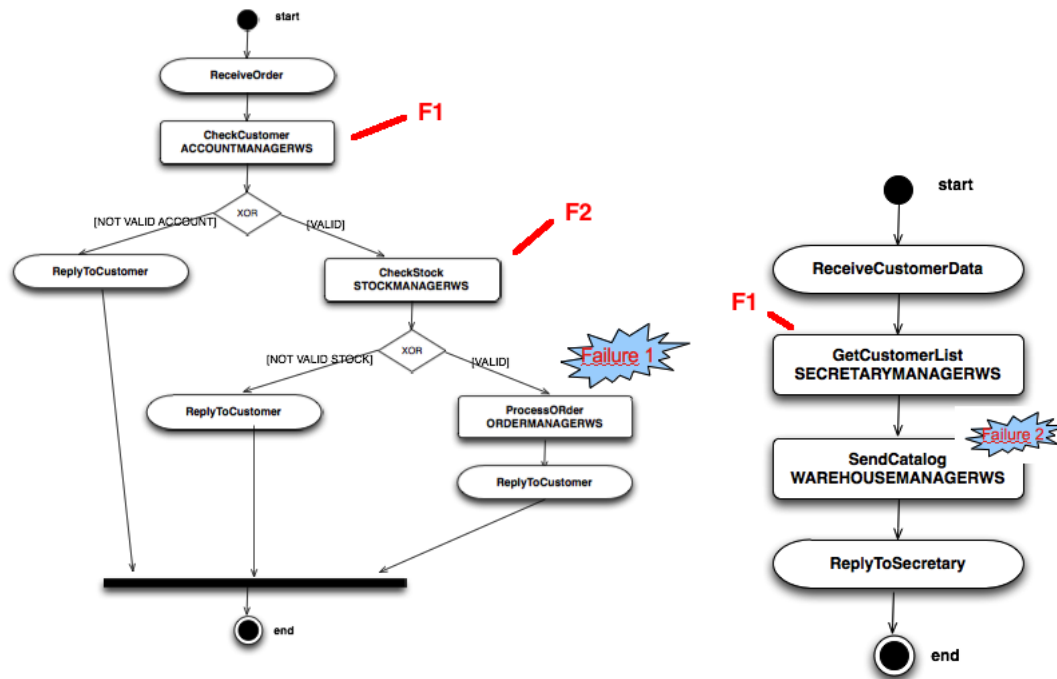 start
ReceiveOrder
F1
CheckCustomer
ACCOUNTMANAGERWS
XOR
[NOT VALID ACCOUNT]
[VALID]
F2
ReplyToCustomer
CheckStock
STOCKMANAGERWS
XOR
[NOT VALID STOCK]
[VALID]
Failure 1
ReplyToCustomer
ProcessORder
ORDERMANAGERWS
ReplyToCustomer
end
start
ReceiveCustomerData
F1
GetCustomerList
SECRETARYMANAGERWS
Failure 2
SendCatalog
WAREHOUSEMANAGERWS
ReplyToSecretary
end